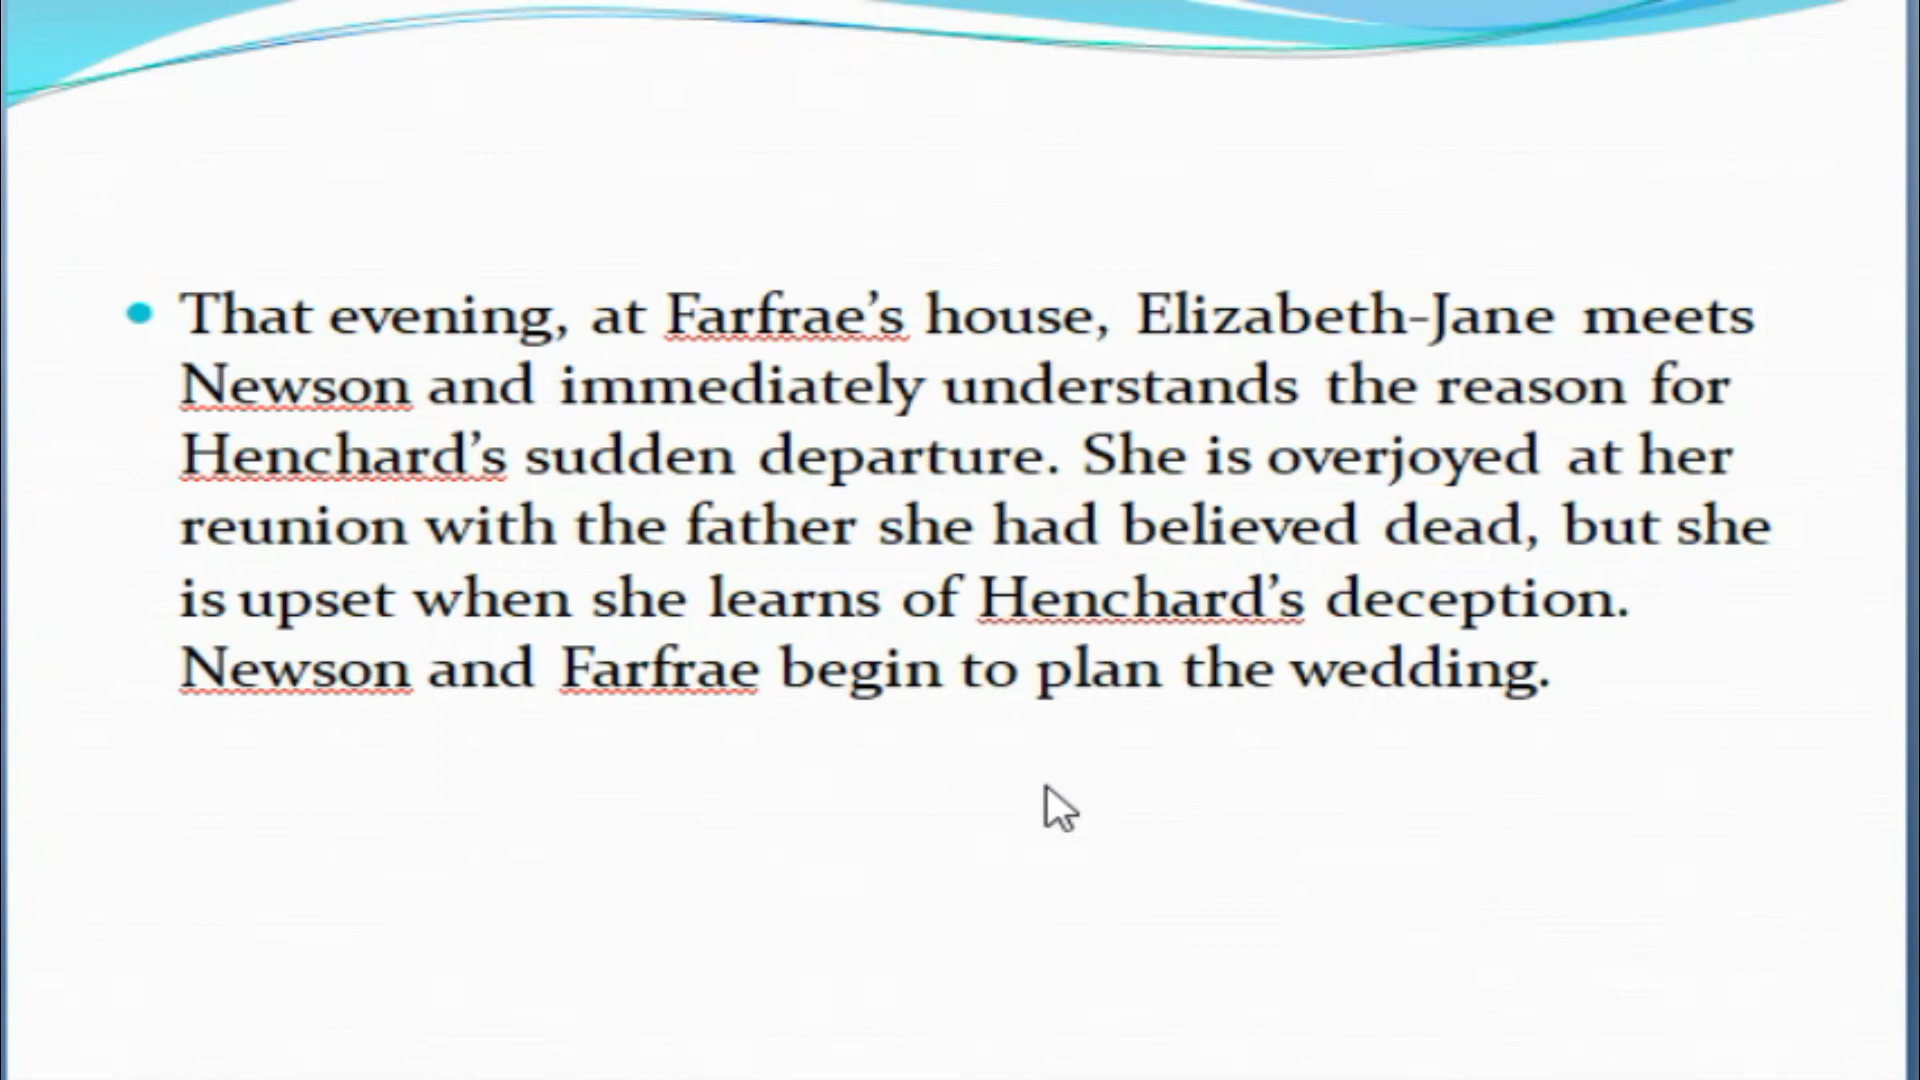 • That evening, at Farfrae’s house, Elizabeth-Jane meets
Newson and immediately understands the reason for
Henchard’s sudden departure. She is overjoyed at her
reunion with the father she had believed dead, but she
is upset when she learns of Henchard’s deception.
Newson and Farfrae begin to plan the wedding.